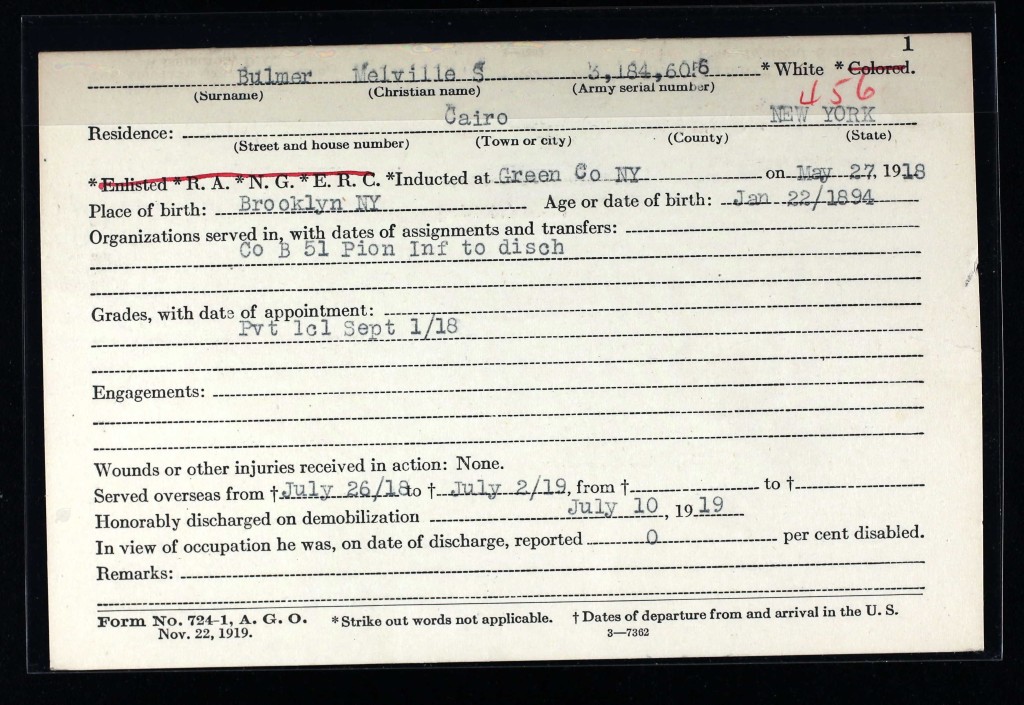 1
Bulmer Melville S 3,184,6056 * White * Colored.
(Surname) (Christian name) (Army serial number)
456
Residence: Cairo NEW YORK
(Street and house number) (Town or city) (County) (State)
* Enlisted * R. A. * N. G. * E. R. C. * Inducted at Green Co NY on May 27, 1918
Place of birth: Brooklyn NY Age or date of birth: Jan 22/1894
Organizations served in, with dates of assignments and transfers:
Co B 51 Pion Inf to disch
Grades, with date of appointment:
Pvt 1cl Sept 1/18
Engagements:
Wounds or other injuries received in action: None.
Served overseas from † July 26/18 to † July 2/19, from † to †
Honorably discharged on demobilization July 10, 1919
In view of occupation he was, on date of discharge, reported 0 per cent disabled.
Remarks:
Form No. 724-1, A. G. O. * Strike out words not applicable. † Dates of departure from and arrival in the U. S.
Nov. 22, 1919. 3—7362